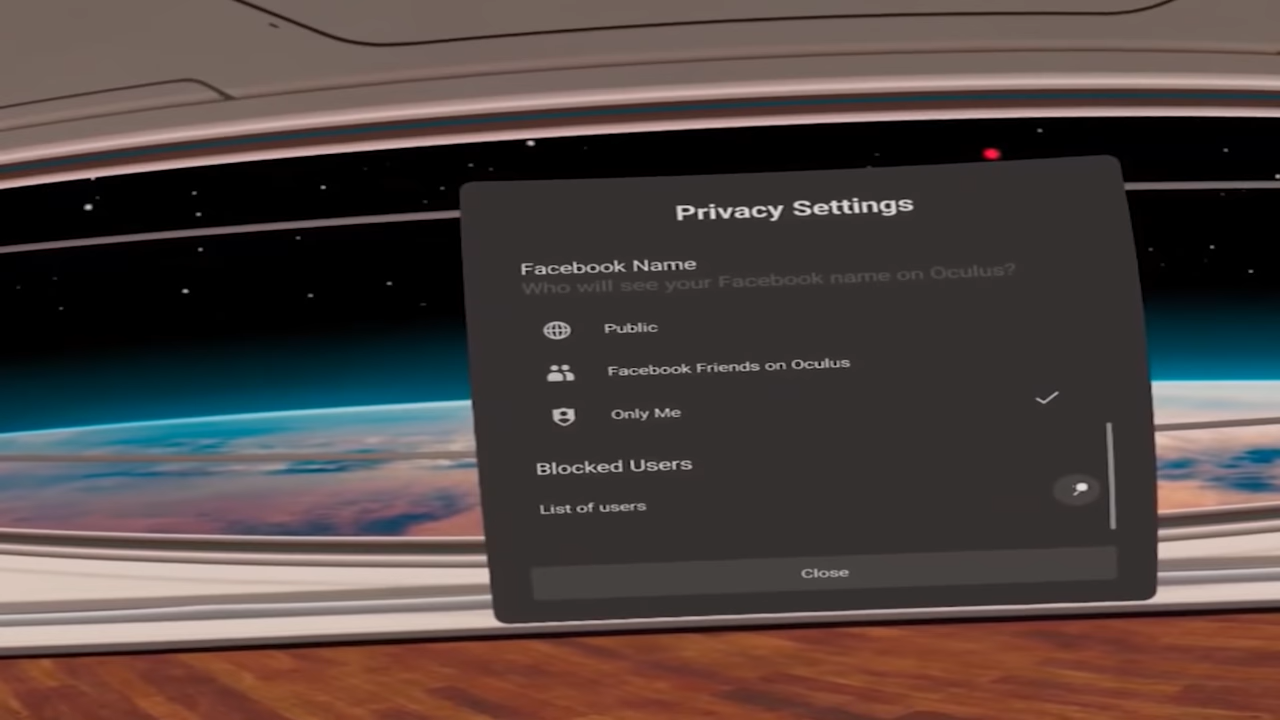 Privacy Settings
Facebook Name
Who will see your Facebook name on Oculus?
Public
Facebook Friends on Oculus
Only Me
Blocked Users
List of users
Close